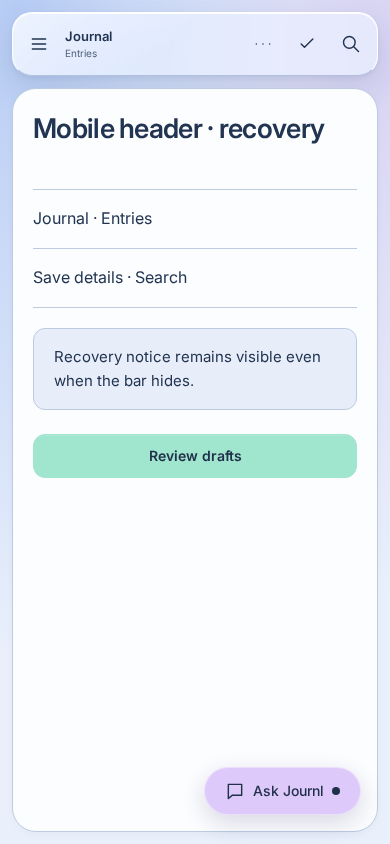 Journal
Entries
...
Mobile header · recovery
Journal · Entries
Save details · Search
Recovery notice remains visible even
when the bar hides.
Review drafts
Ask Journl